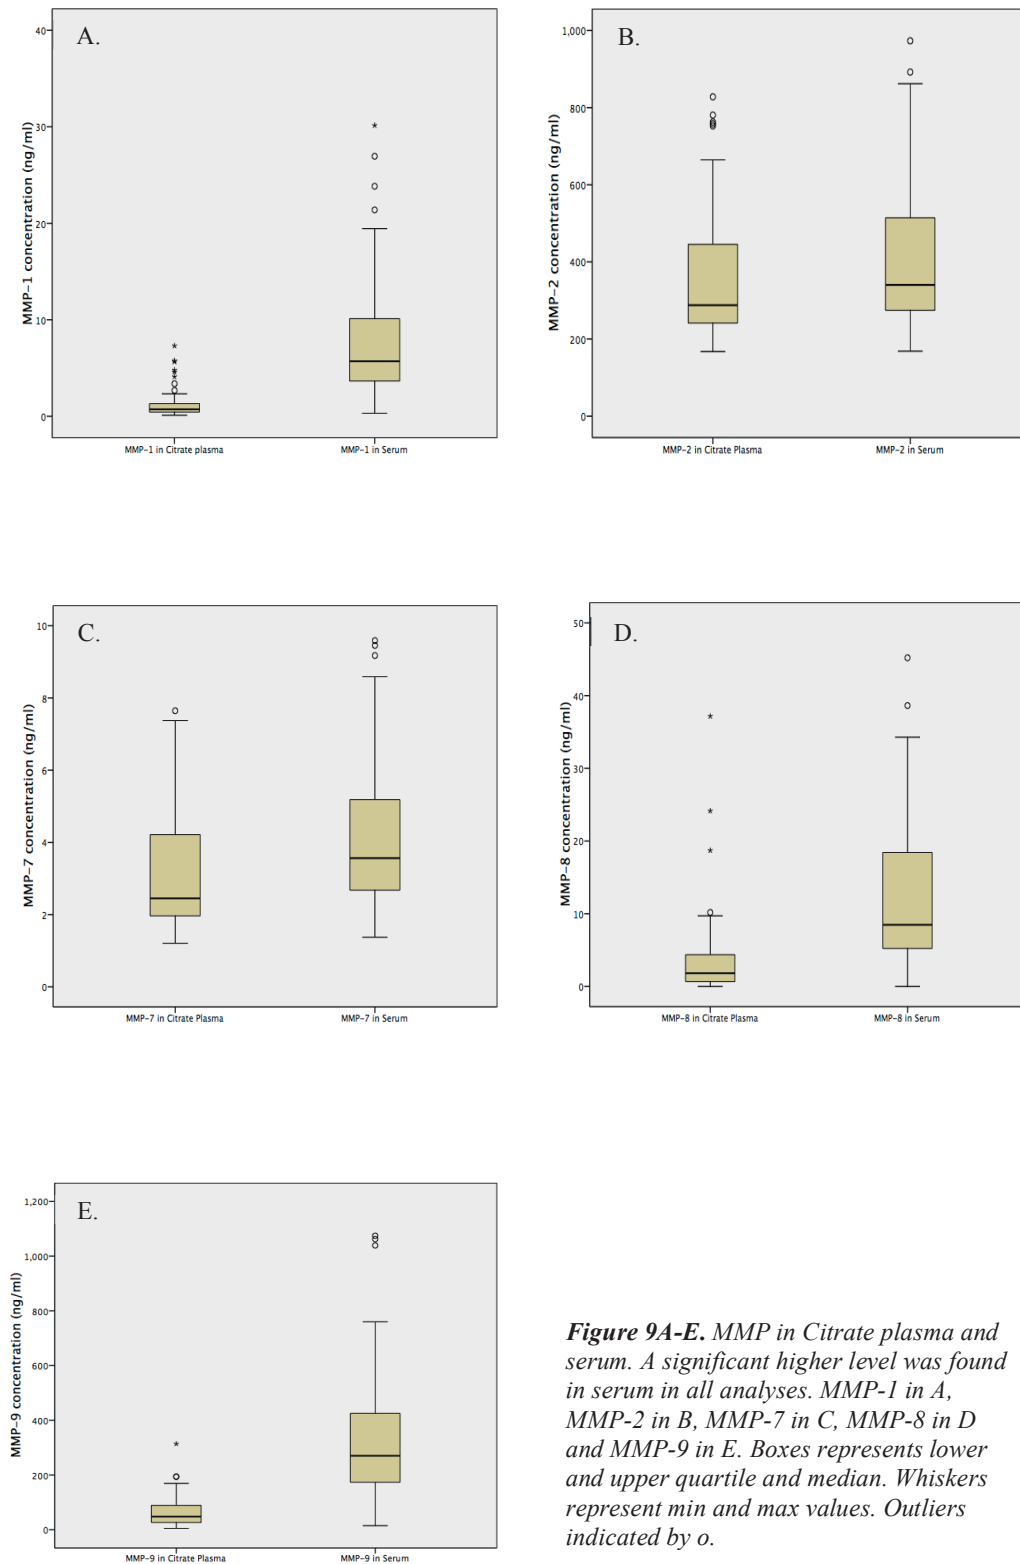 A.
MMP-1 concentration (ng/ml)
40
30
20
10
0
MMP-1 in Citrate plasma
MMP-1 in Serum
B.
MMP-2 concentration (ng/ml)
1,000
800
600
400
200
0
MMP-2 in Citrate Plasma
MMP-2 in Serum
C.
MMP-7 concentration (ng/ml)
10
8
6
4
2
0
MMP-7 in Citrate Plasma
MMP-7 in Serum
D.
MMP-8 concentration (ng/ml)
50
40
30
20
10
0
MMP-8 in Citrate Plasma
MMP-8 in Serum
E.
MMP-9 concentration (ng/ml)
1,200
1,000
800
600
400
200
0
MMP-9 in Citrate Plasma
MMP-9 in Serum
Figure 9A-E. MMP in Citrate plasma and
serum. A significant higher level was found
in serum in all analyses. MMP-1 in A,
MMP-2 in B, MMP-7 in C, MMP-8 in D
and MMP-9 in E. Boxes represents lower
and upper quartile and median. Whiskers
represent min and max values. Outliers
indicated by o.